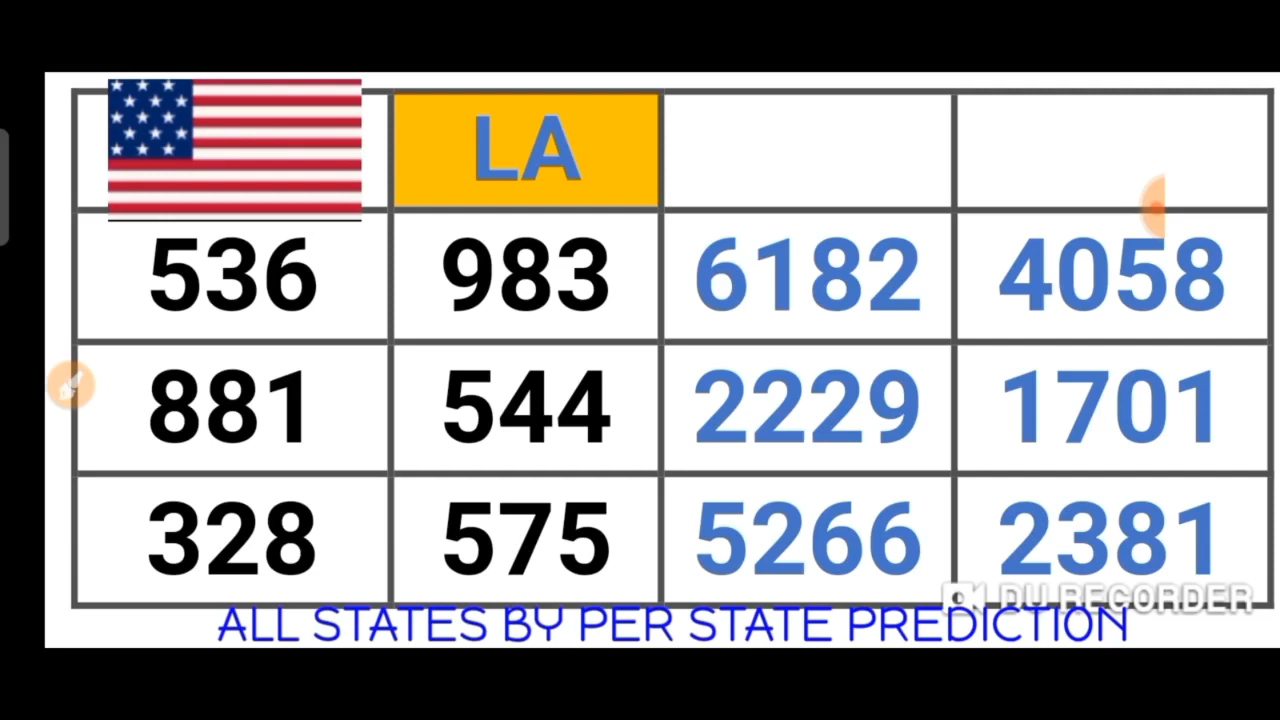 LA
536 983 6182 4058
881 544 2229 1701
328 575 5266 2381
DU RECORDER
ALL STATES BY PER STATE PREDICTION